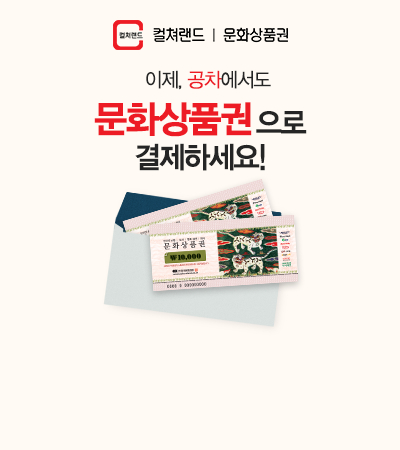 컬쳐랜드 컬쳐랜드 | 문화상품권
이제, 공차에서도
문화상품권으로
결제하세요!
문화상품권
₩10,000